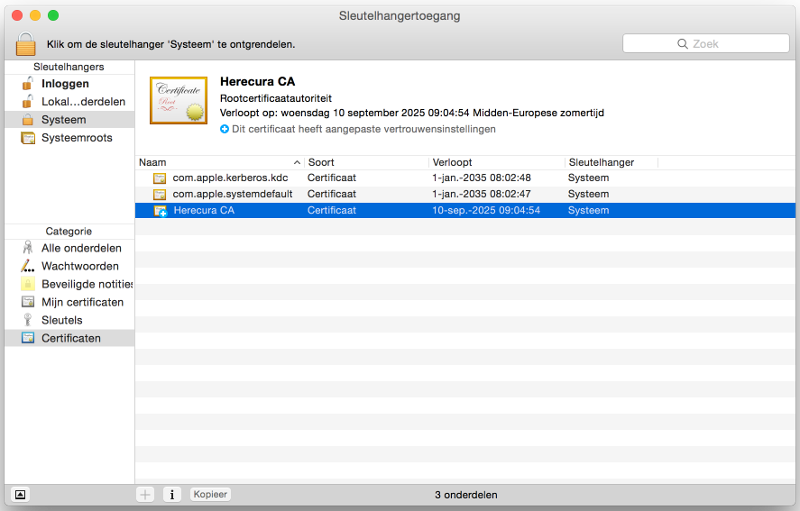 Sleutelhangertoegang
Klik om de sleutelhanger 'Systeem' te ontgrendelen.
Zoek
Sleutelhangers
Inloggen
Lokal...derdelen
Systeem
Systeemroots
Certificate
Root
Herecura CA
Rootcertificaatautoriteit
Verloopt op: woensdag 10 september 2025 09:04:54 Midden-Europese zomertijd
Dit certificaat heeft aangepaste vertrouwensinstellingen
Naam Soort Verloopt Sleutelhanger
com.apple.kerberos.kdc Certificaat 1-jan.-2035 08:02:48 Systeem
com.apple.systemdefault Certificaat 1-jan.-2035 08:02:47 Systeem
Herecura CA Certificaat 10-sep.-2025 09:04:54 Systeem
Categorie
Alle onderdelen
Wachtwoorden
Beveiligde notities
Mijn certificaten
Sleutels
Certificaten
Kopieer
3 onderdelen